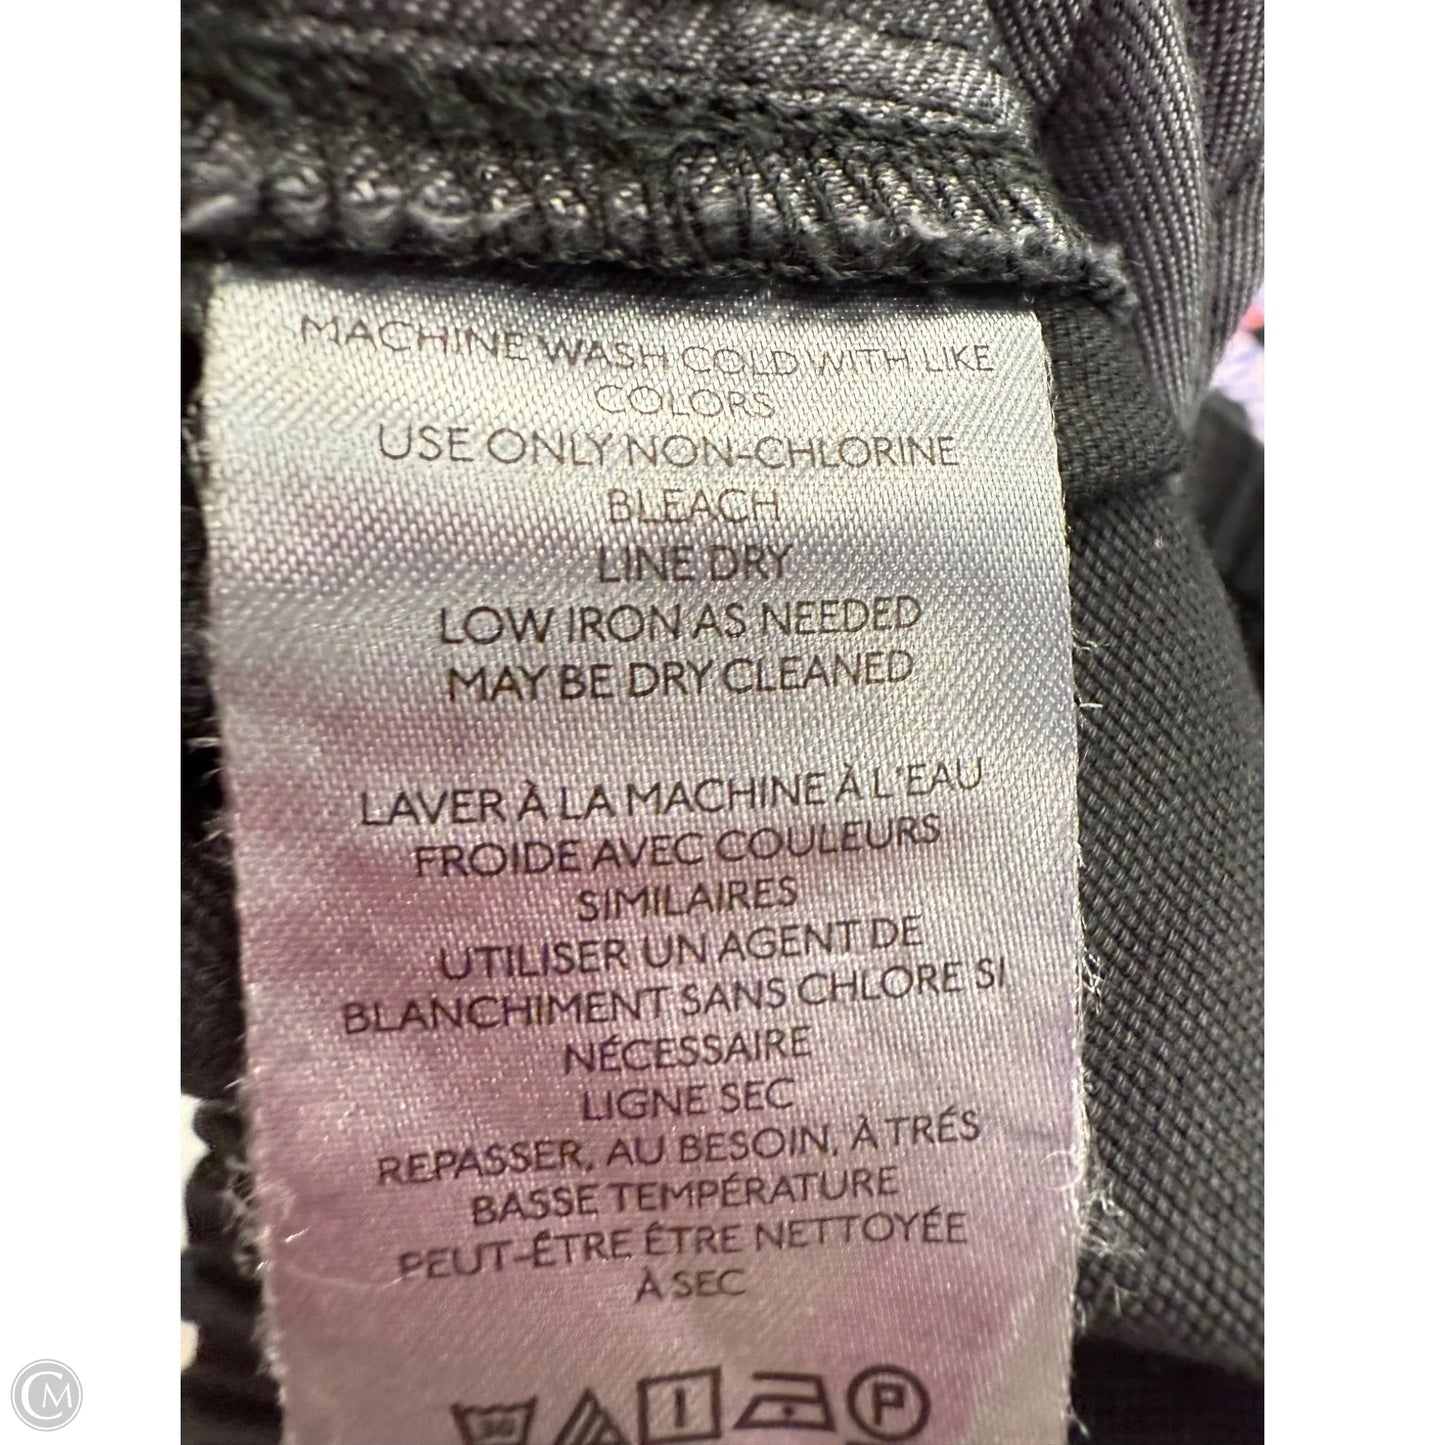 MACHINE WASH COLD WITH LIKE
COLORS
USE ONLY NON-CHLORINE
BLEACH
LINE DRY
LOW IRON AS NEEDED
MAY BE DRY CLEANED
LAVER À LA MACHINE À L'EAU
FROIDE AVEC COULEURS
SIMILAIRES
UTILISER UN AGENT DE
BLANCHIMENT SANS CHLORE SI
NÉCESSAIRE
LIGNE SEC
REPASSER, AU BESOIN, À TRÉS
BASSE TEMPÉRATURE
PEUT-ÊTRE ÊTRE NETTOYÉE
À SEC
30
P
CM